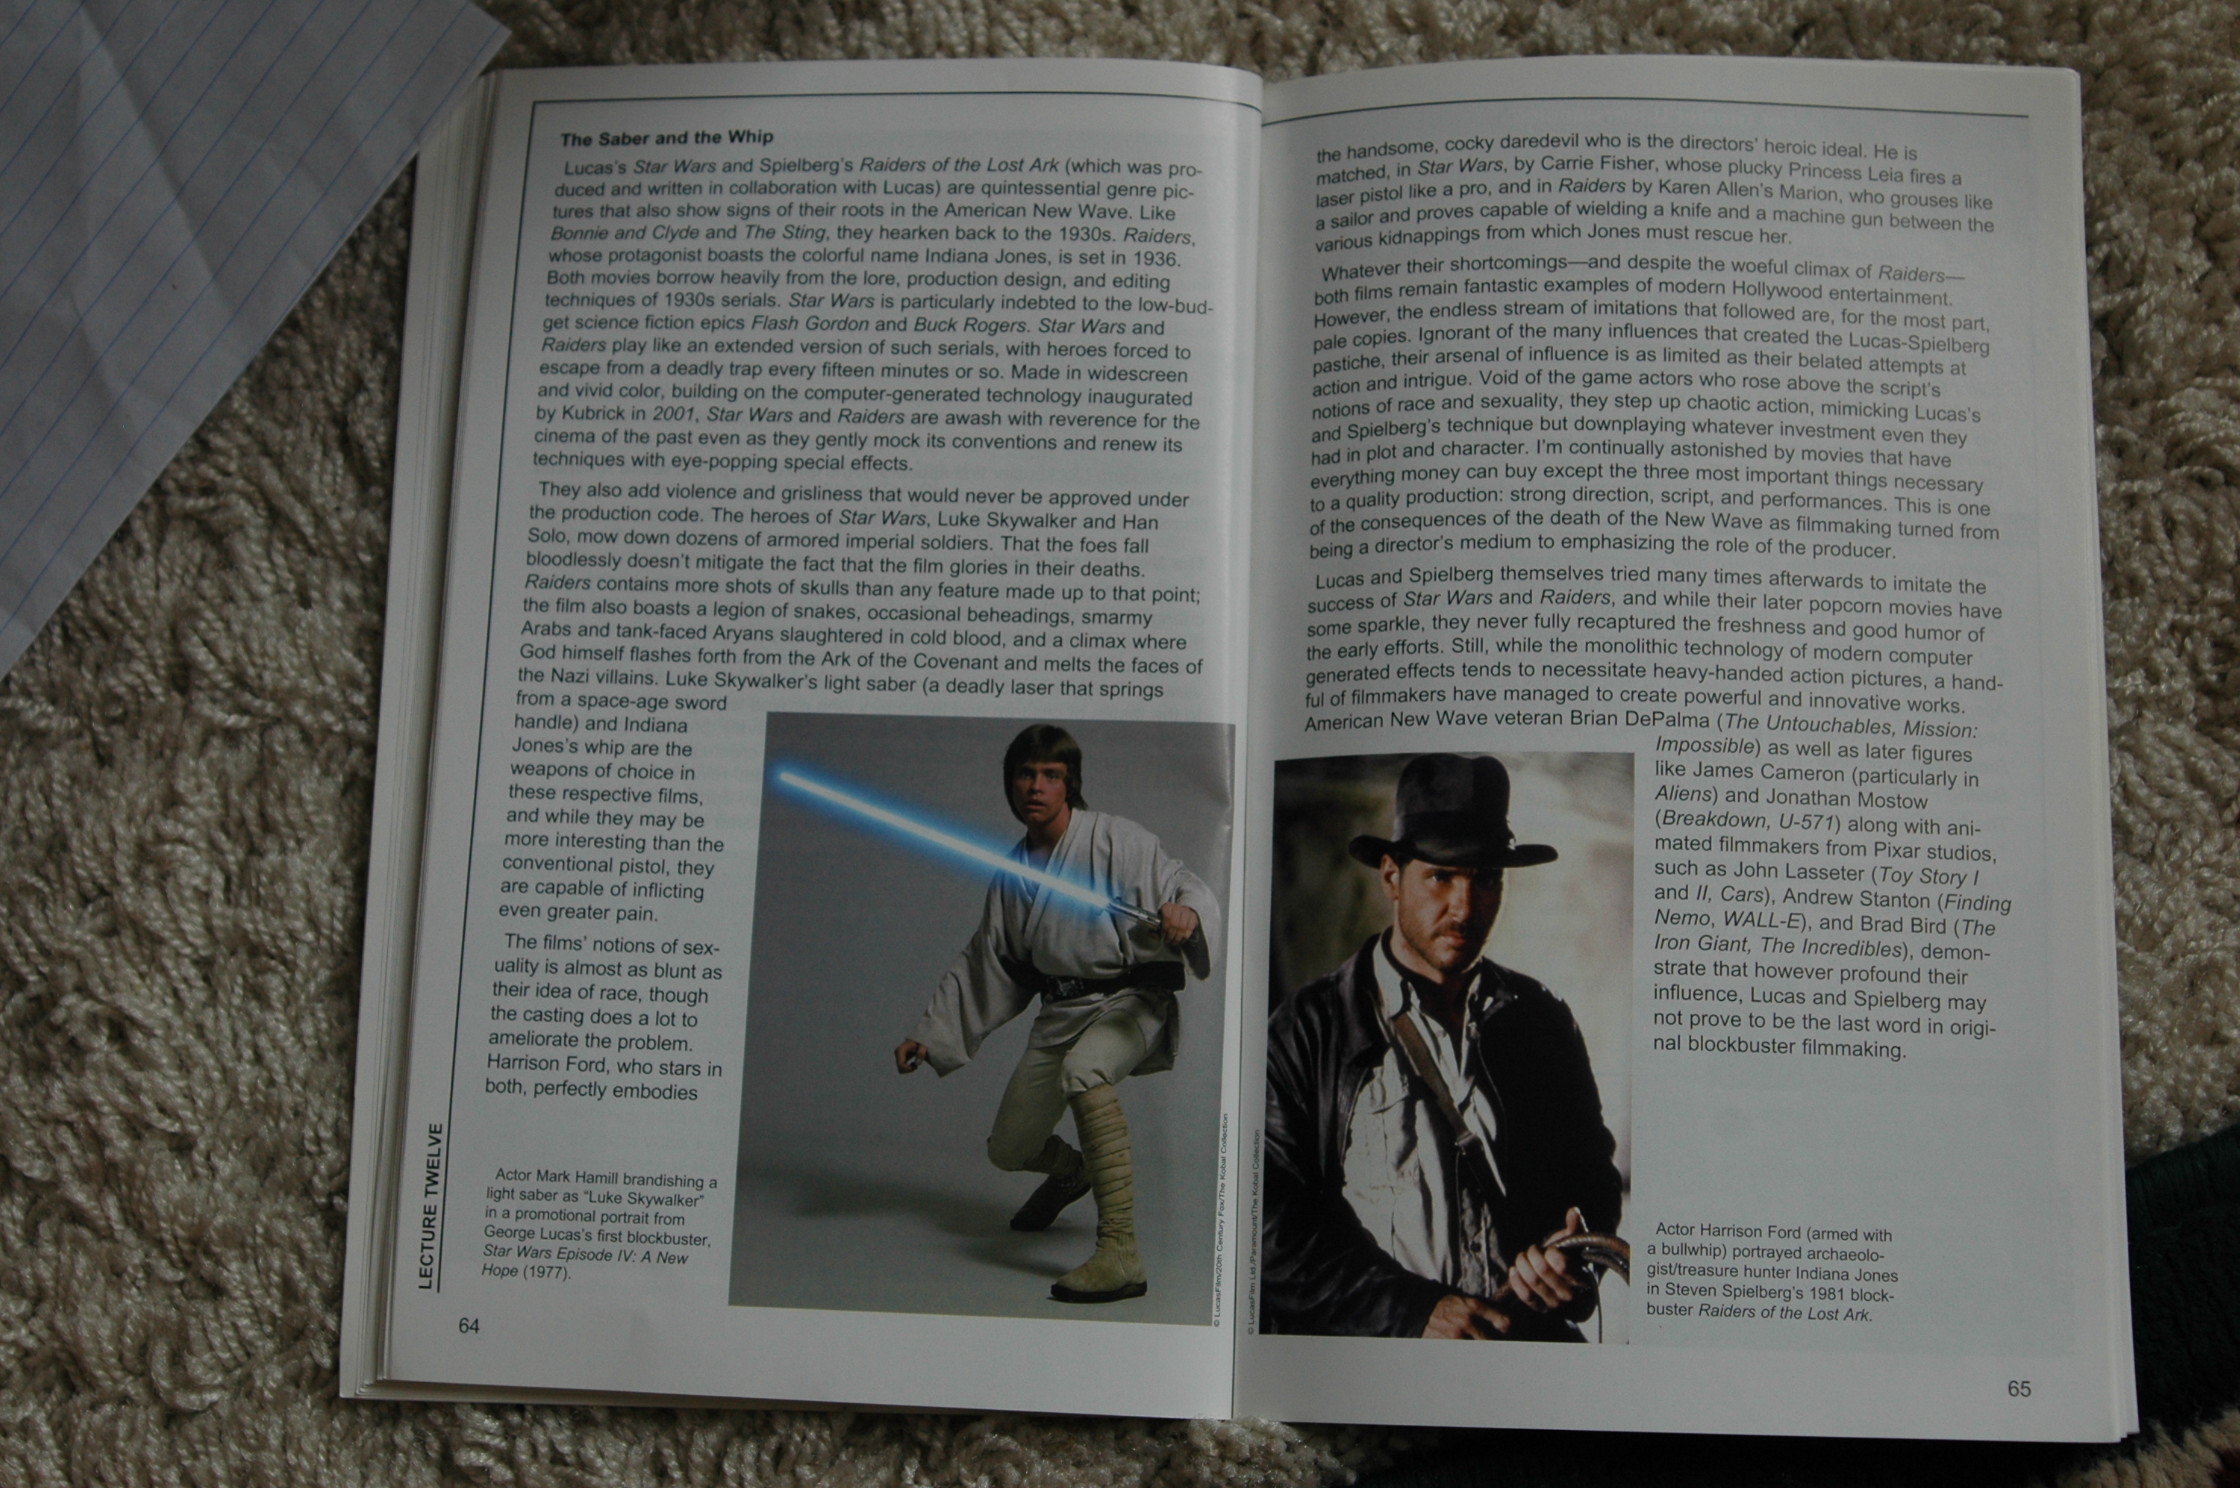 The Saber and the Whip
Lucas's Star Wars and Spielberg's Raiders of the Lost Ark (which was pro-
duced and written in collaboration with Lucas) are quintessential genre pic-
tures that also show signs of their roots in the American New Wave. Like
Bonnie and Clyde and The Sting, they hearken back to the 1930s. Raiders,
whose protagonist boasts the colorful name Indiana Jones, is set in 1936.
Both movies borrow heavily from the lore, production design, and editing
techniques of 1930s serials. Star Wars is particularly indebted to the low-bud-
get science fiction epics Flash Gordon and Buck Rogers. Star Wars and
Raiders play like an extended version of such serials, with heroes forced to
escape from a deadly trap every fifteen minutes or so. Made in widescreen
and vivid color, building on the computer-generated technology inaugurated
by Kubrick in 2001, Star Wars and Raiders are awash with reverence for the
cinema of the past even as they gently mock its conventions and renew its
techniques with eye-popping special effects.
They also add violence and grisliness that would never be approved under
the production code. The heroes of Star Wars, Luke Skywalker and Han
Solo, mow down dozens of armored imperial soldiers. That the foes fall
bloodlessly doesn't mitigate the fact that the film glories in their deaths.
Raiders contains more shots of skulls than any feature made up to that point;
the film also boasts a legion of snakes, occasional beheadings, smarmy
Arabs and tank-faced Aryans slaughtered in cold blood, and a climax where
God himself flashes forth from the Ark of the Covenant and melts the faces of
the Nazi villains. Luke Skywalker's light saber (a deadly laser that springs
from a space-age sword
handle) and Indiana
Jones's whip are the
weapons of choice in
these respective films,
and while they may be
more interesting than the
conventional pistol, they
are capable of inflicting
even greater pain.
The films' notions of sex-
uality is almost as blunt as
their idea of race, though
the casting does a lot to
ameliorate the problem.
Harrison Ford, who stars in
both, perfectly embodies
Actor Mark Hamill brandishing a
light saber as "Luke Skywalker"
in a promotional portrait from
George Lucas's first blockbuster,
Star Wars Episode IV: A New
Hope (1977).
© LucasFilm/20th Century Fox/The Kobal Collection
LECTURE TWELVE
64
the handsome, cocky daredevil who is the directors' heroic ideal. He is
matched, in Star Wars, by Carrie Fisher, whose plucky Princess Leia fires a
laser pistol like a pro, and in Raiders by Karen Allen's Marion, who grouses like
a sailor and proves capable of wielding a knife and a machine gun between the
various kidnappings from which Jones must rescue her.
Whatever their shortcomings—and despite the woeful climax of Raiders—
both films remain fantastic examples of modern Hollywood entertainment.
However, the endless stream of imitations that followed are, for the most part,
pale copies. Ignorant of the many influences that created the Lucas-Spielberg
pastiche, their arsenal of influence is as limited as their belated attempts at
action and intrigue. Void of the game actors who rose above the script's
notions of race and sexuality, they step up chaotic action, mimicking Lucas's
and Spielberg's technique but downplaying whatever investment even they
had in plot and character. I'm continually astonished by movies that have
everything money can buy except the three most important things necessary
to a quality production: strong direction, script, and performances. This is one
of the consequences of the death of the New Wave as filmmaking turned from
being a director's medium to emphasizing the role of the producer.
Lucas and Spielberg themselves tried many times afterwards to imitate the
success of Star Wars and Raiders, and while their later popcorn movies have
some sparkle, they never fully recaptured the freshness and good humor of
the early efforts. Still, while the monolithic technology of modern computer
generated effects tends to necessitate heavy-handed action pictures, a hand-
ful of filmmakers have managed to create powerful and innovative works.
American New Wave veteran Brian DePalma (The Untouchables, Mission:
Impossible) as well as later figures
like James Cameron (particularly in
Aliens) and Jonathan Mostow
(Breakdown, U-571) along with ani-
mated filmmakers from Pixar studios,
such as John Lasseter (Toy Story I
and II, Cars), Andrew Stanton (Finding
Nemo, WALL-E), and Brad Bird (The
Iron Giant, The Incredibles), demon-
strate that however profound their
influence, Lucas and Spielberg may
not prove to be the last word in origi-
nal blockbuster filmmaking.
© LucasFilm Ltd./Paramount/The Kobal Collection
Actor Harrison Ford (armed with
a bullwhip) portrayed archaeolo-
gist/treasure hunter Indiana Jones
in Steven Spielberg's 1981 block-
buster Raiders of the Lost Ark.
65